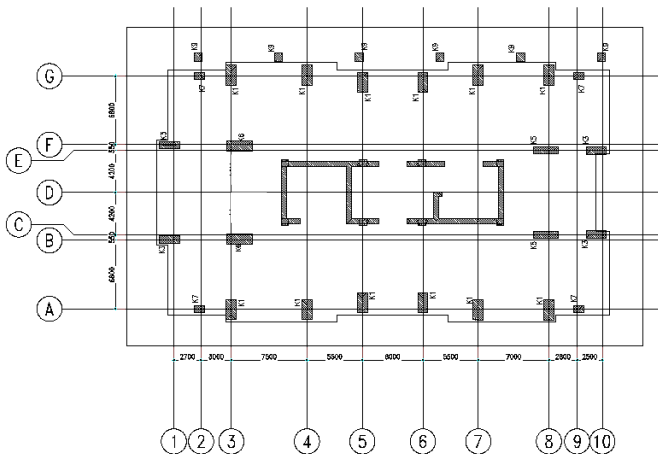 K9 K9 K9 K9 K9 K9
G
K7 K1 K1 K1 K1 K1 K1 K7
6800
F
K3 K6 K5 K3
550
E
4200
D
4200
C
550
B
K3 K6 K5 K3
6800
K7 K1 K1 K1 K1 K1 K1 K7
A
2700 3000 7500 5500 6000 5500 7000 2800 2500
1 2 3 4 5 6 7 8 9 10